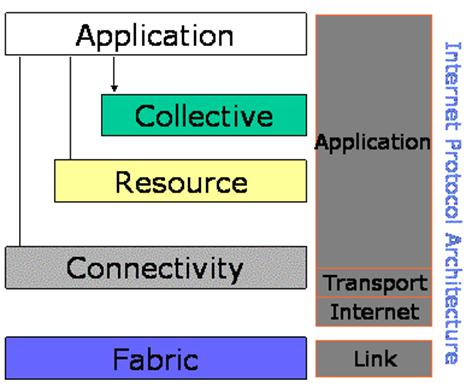 Application
Collective
Resource
Connectivity
Fabric
Application
Transport
Internet
Link
Internet Protocol Architecture